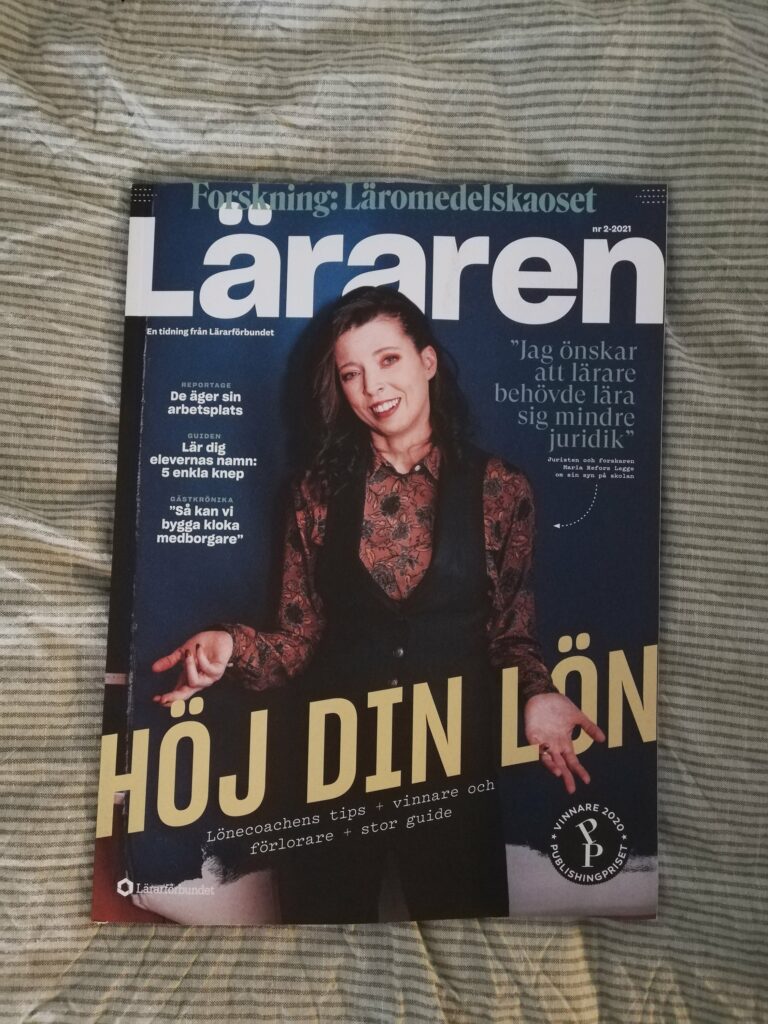 Forskning: Läromedelskaoset
Läraren
nr 2-2021
En tidning från Lärarförbundet
REPORTAGE
De äger sin
arbetsplats
GUIDEN
Lär dig
elevernas namn:
5 enkla knep
GÄSTKRÖNIKA
”Så kan vi
bygga kloka
medborgare”
”Jag önskar
att lärare
behövde lära
sig mindre
juridik”
Juristen och forskaren
Maria Refors Legge
om sin syn på skolan
HÖJ DIN LÖN
Lönecoachens tips + vinnare och
förlorare + stor guide
VINNARE 2020
PP
PUBLISHINGPRISET
Lärarförbundet